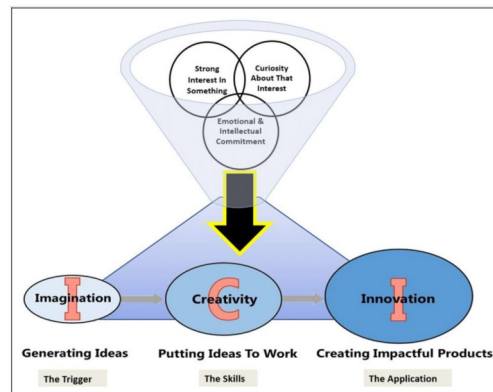 Strong
Interest In
Something
Curiosity
About That
Interest
Emotional &
Intellectual
Commitment
I
Imagination
C
Creativity
I
Innovation
Generating Ideas
Putting Ideas To Work
Creating Impactful Products
The Trigger
The Skills
The Application